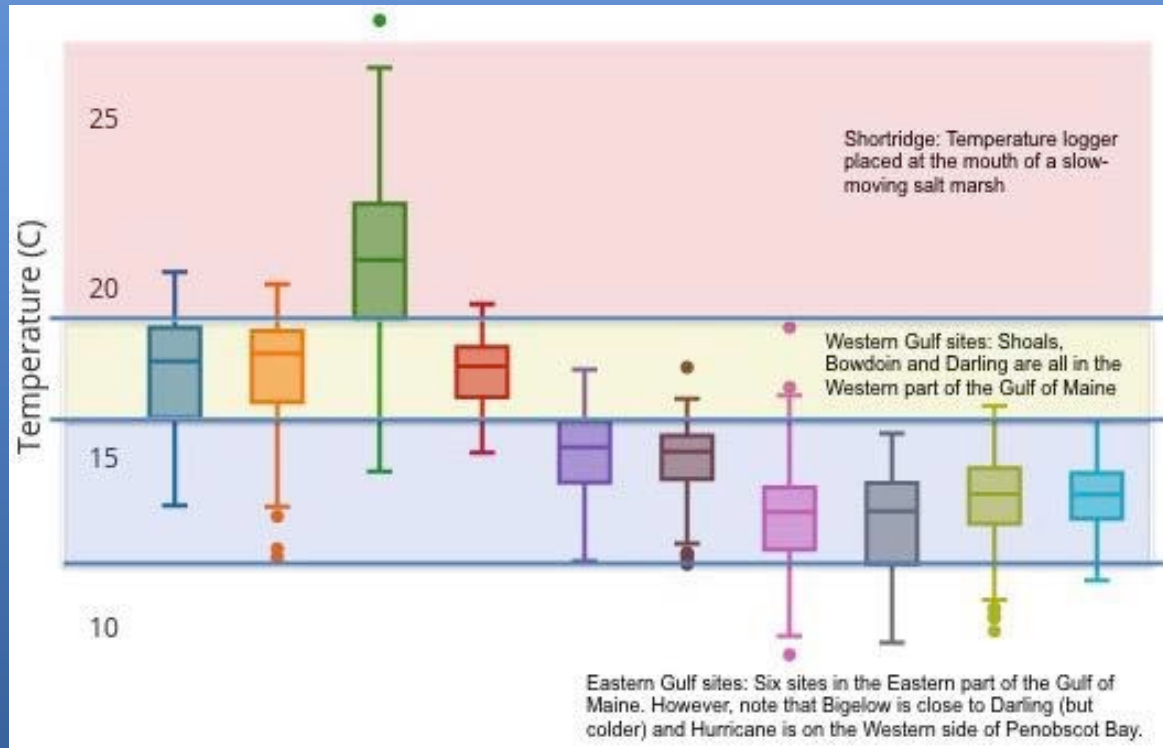 25
Shortridge: Temperature logger
placed at the mouth of a slow-
moving salt marsh
Temperature (C)
20
Western Gulf sites: Shoals,
Bowdoin and Darling are all in the
Western part of the Gulf of Maine
15
10
Eastern Gulf sites: Six sites in the Eastern part of the Gulf of
Maine. However, note that Bigelow is close to Darling (but
colder) and Hurricane is on the Western side of Penobscot Bay.